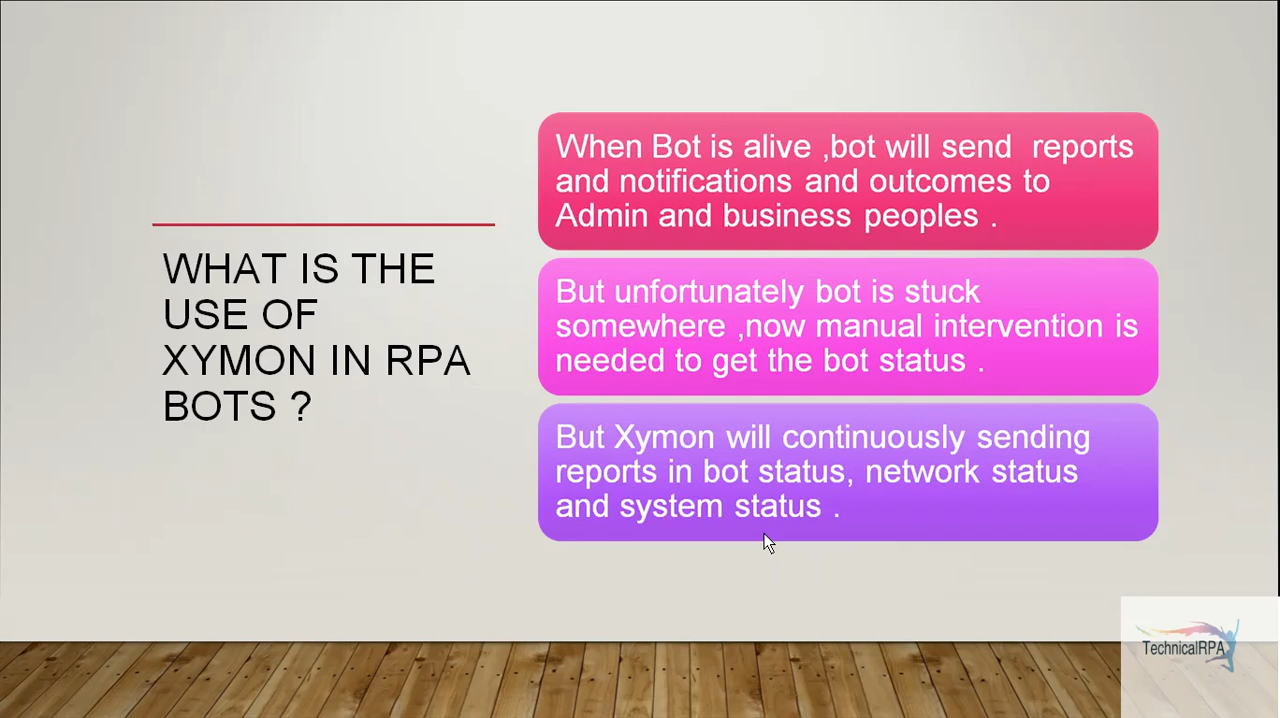 WHAT IS THE
USE OF
XYMON IN RPA
BOTS ?
When Bot is alive ,bot will send  reports
and notifications and outcomes to
Admin and business peoples .
But unfortunately bot is stuck
somewhere ,now manual intervention is
needed to get the bot status .
But Xymon will continuously sending
reports in bot status, network status
and system status .
TechnicalRPA